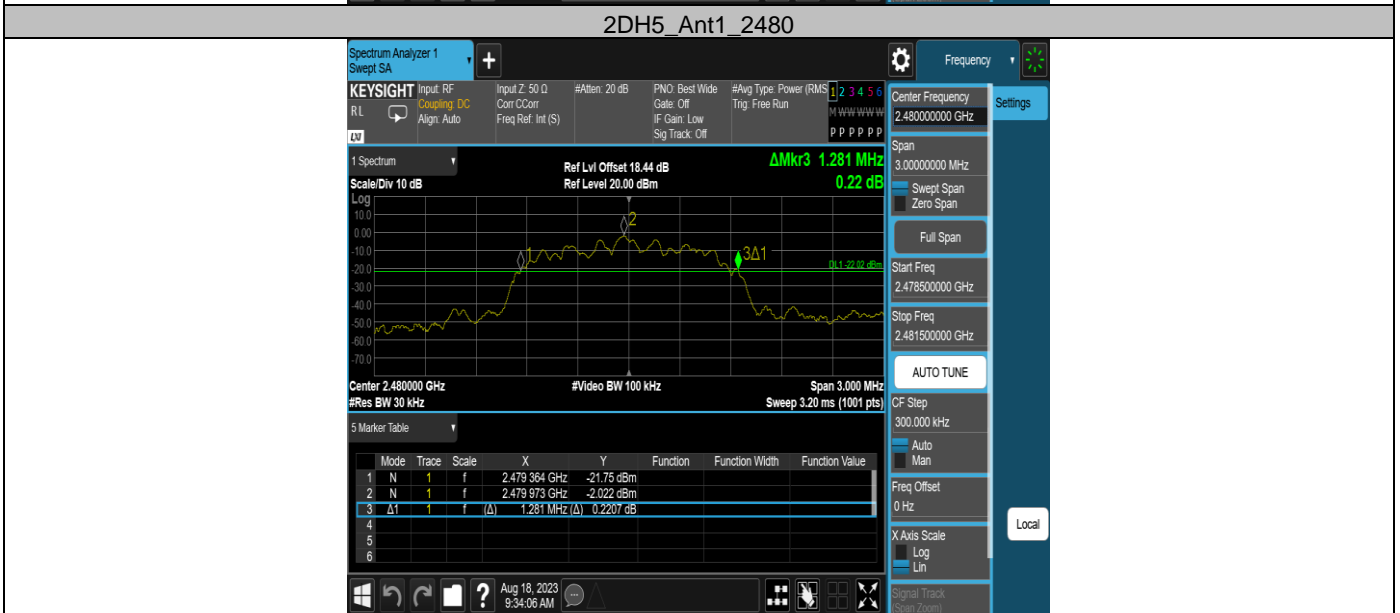 2DH5_Ant1_2480
Spectrum Analyzer 1
Swept SA
+
Frequency
KEYSIGHT
RL
LXI
Input: RF
Coupling: DC
Align: Auto
Input Z: 50 Ω
Corr CCorr
Freq Ref: Int (S)
#Atten: 20 dB
PNO: Best Wide
Gate: Off
IF Gain: Low
Sig Track: Off
#Avg Type: Power (RMS
Trig: Free Run
1 2 3 4 5 6
M W W W W W
P P P P P P
1 Spectrum
Scale/Div 10 dB
Ref Lvl Offset 18.44 dB
Ref Level 20.00 dBm
ΔMkr3 1.281 MHz
0.22 dB
Log
10.0
0.00
-10.0
-20.0
-30.0
-40.0
-50.0
-60.0
-70.0
1
2
3Δ1
DL1 -22.02 dBm
Center 2.480000 GHz
#Video BW 100 kHz
Span 3.000 MHz
#Res BW 30 kHz
Sweep 3.20 ms (1001 pts)
5 Marker Table
Mode Trace Scale X Y Function Function Width Function Value
1 N 1 f 2.479 364 GHz -21.75 dBm
2 N 1 f 2.479 973 GHz -2.022 dBm
3 Δ1 1 f (Δ) 1.281 MHz (Δ) 0.2207 dB
4
5
6
Center Frequency
2.480000000 GHz
Settings
Span
3.00000000 MHz
Swept Span
Zero Span
Full Span
Start Freq
2.478500000 GHz
Stop Freq
2.481500000 GHz
AUTO TUNE
CF Step
300.000 kHz
Auto
Man
Freq Offset
0 Hz
X Axis Scale
Log
Lin
Local
Signal Track
(Span Zoom)
?
Aug 18, 2023
9:34:06 AM